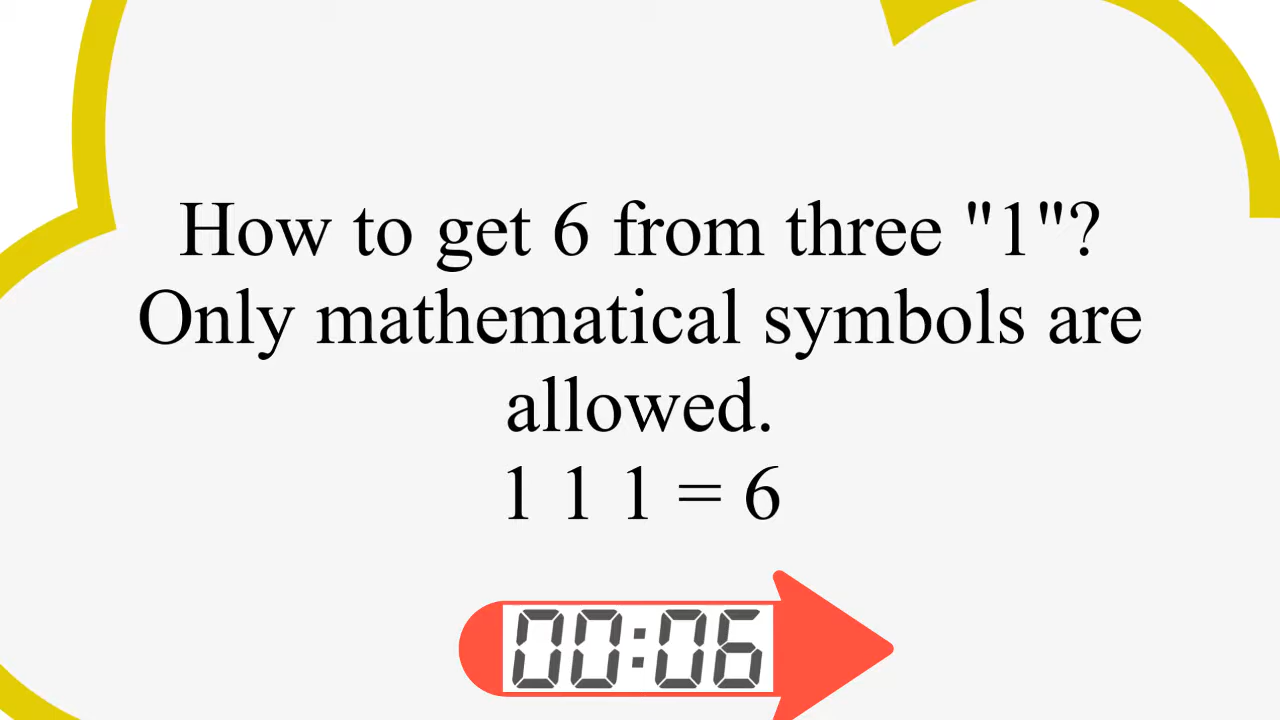 How to get 6 from three "1"?
Only mathematical symbols are
allowed.
1 1 1 = 6
00:06